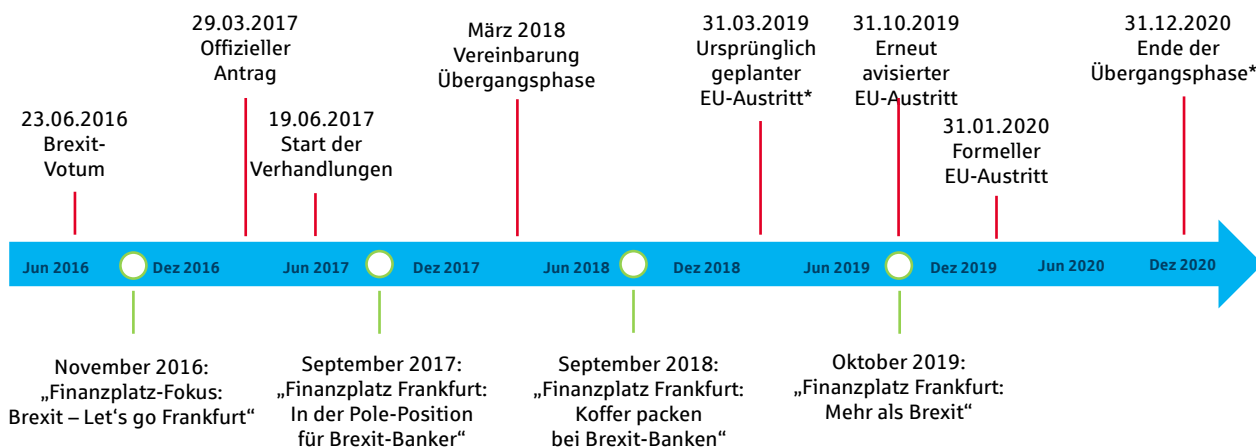 23.06.2016
Brexit-
Votum
29.03.2017
Offizieller
Antrag
19.06.2017
Start der
Verhandlungen
März 2018
Vereinbarung
Übergangsphase
31.03.2019
Ursprünglich
geplanter
EU-Austritt*
31.10.2019
Erneut
avisierter
EU-Austritt
31.01.2020
Formeller
EU-Austritt
31.12.2020
Ende der
Übergangsphase*
Jun 2016
Dez 2016
Jun 2017
Dez 2017
Jun 2018
Dez 2018
Jun 2019
Dez 2019
Jun 2020
Dez 2020
November 2016:
„Finanzplatz-Fokus:
Brexit – Let‘s go Frankfurt“
September 2017:
„Finanzplatz Frankfurt:
In der Pole-Position
für Brexit-Banker“
September 2018:
„Finanzplatz Frankfurt:
Koffer packen
bei Brexit-Banken“
Oktober 2019:
„Finanzplatz Frankfurt:
Mehr als Brexit“